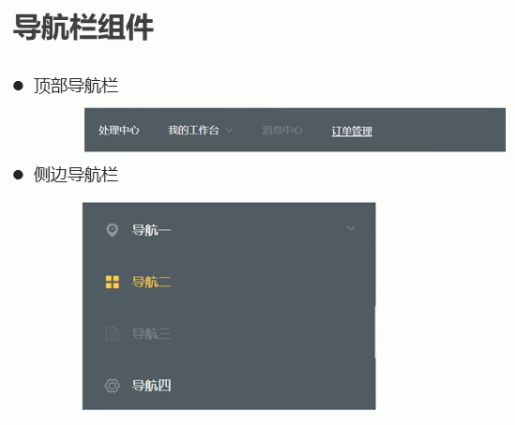 导航栏组件
顶部导航栏
处理中心 我的工作台 消息中心 订单管理
侧边导航栏
导航一
导航二
导航三
导航四